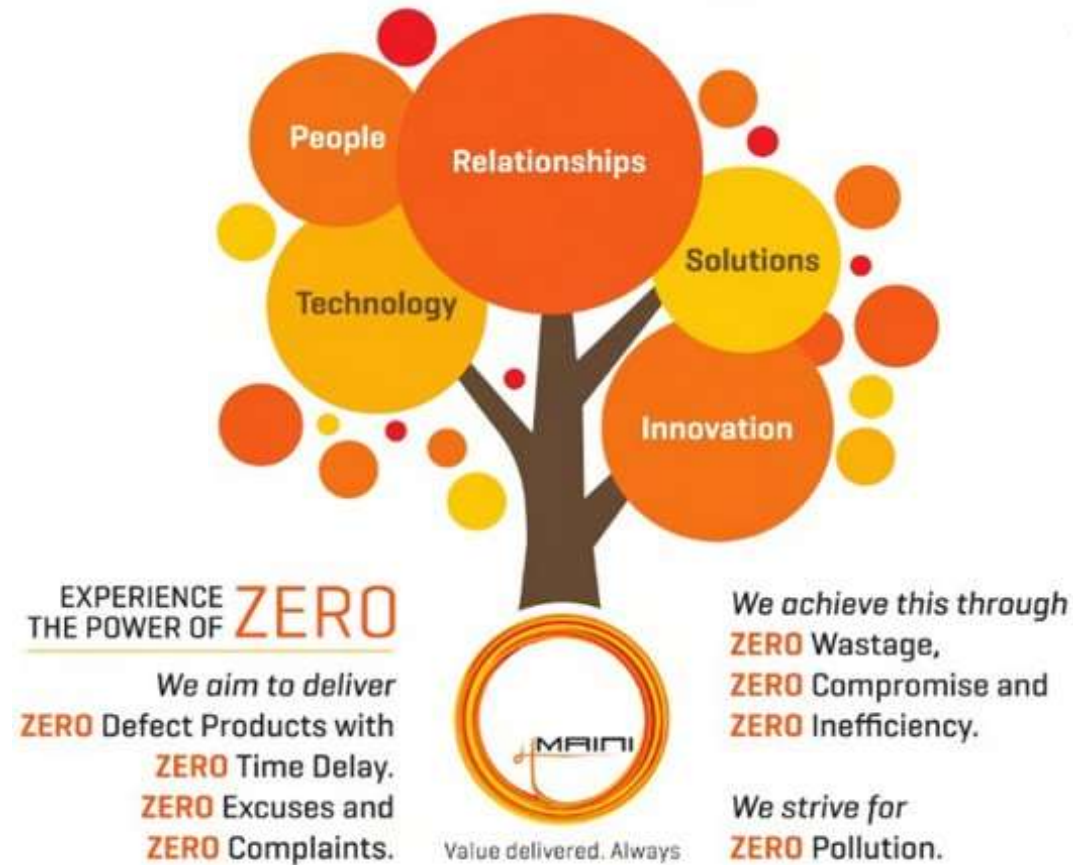 People
Relationships
Solutions
Technology
Innovation
EXPERIENCE
THE POWER OF ZERO
We aim to deliver
ZERO Defect Products with
ZERO Time Delay.
ZERO Excuses and
ZERO Complaints.
MAINI
Value delivered. Always
We achieve this through
ZERO Wastage,
ZERO Compromise and
ZERO Inefficiency.
We strive for
ZERO Pollution.